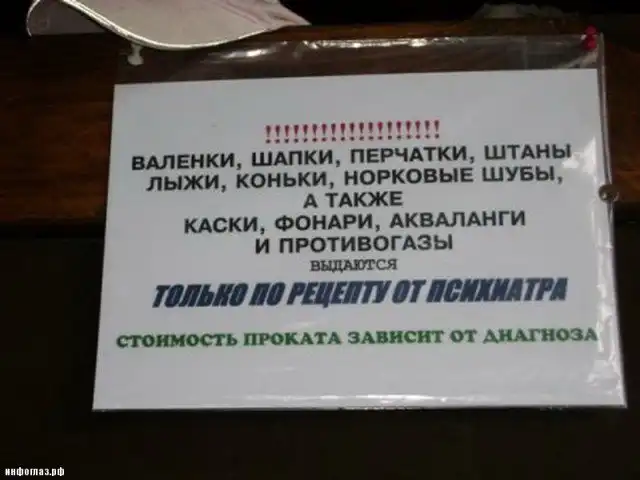 !!!!!!!!!!!!!!!!!!!
ВАЛЕНКИ, ШАПКИ, ПЕРЧАТКИ, ШТАНЫ
ЛЫЖИ, КОНЬКИ, НОРКОВЫЕ ШУБЫ,
А ТАКЖЕ
КАСКИ, ФОНАРИ, АКВАЛАНГИ
И ПРОТИВОГАЗЫ
ВЫДАЮТСЯ
ТОЛЬКО ПО РЕЦЕПТУ ОТ ПСИХИАТРА
СТОИМОСТЬ ПРОКАТА ЗАВИСИТ ОТ ДИАГНОЗА
инфоглаз.рф